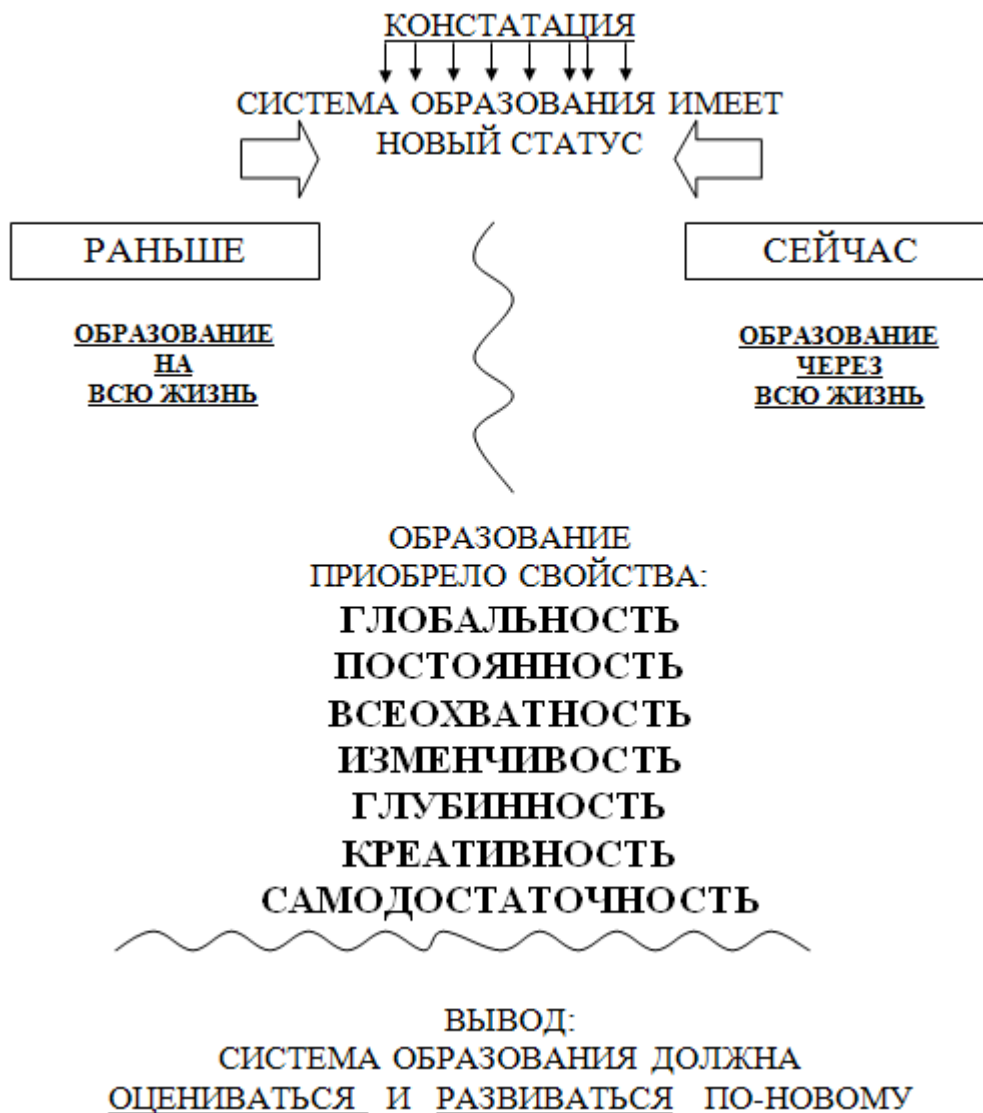 КОНСТАТАЦИЯ
СИСТЕМА ОБРАЗОВАНИЯ ИМЕЕТ
НОВЫЙ СТАТУС
РАНЬШЕ
СЕЙЧАС
ОБРАЗОВАНИЕ
НА
ВСЮ ЖИЗНЬ
ОБРАЗОВАНИЕ
ЧЕРЕЗ
ВСЮ ЖИЗНЬ
ОБРАЗОВАНИЕ
ПРИОБРЕЛО СВОЙСТВА:
ГЛОБАЛЬНОСТЬ
ПОСТОЯННОСТЬ
ВСЕОХВАТНОСТЬ
ИЗМЕНЧИВОСТЬ
ГЛУБИННОСТЬ
КРЕАТИВНОСТЬ
САМОДОСТАТОЧНОСТЬ
ВЫВОД:
СИСТЕМА ОБРАЗОВАНИЯ ДОЛЖНА
ОЦЕНИВАТЬСЯ И РАЗВИВАТЬСЯ ПО-НОВОМУ